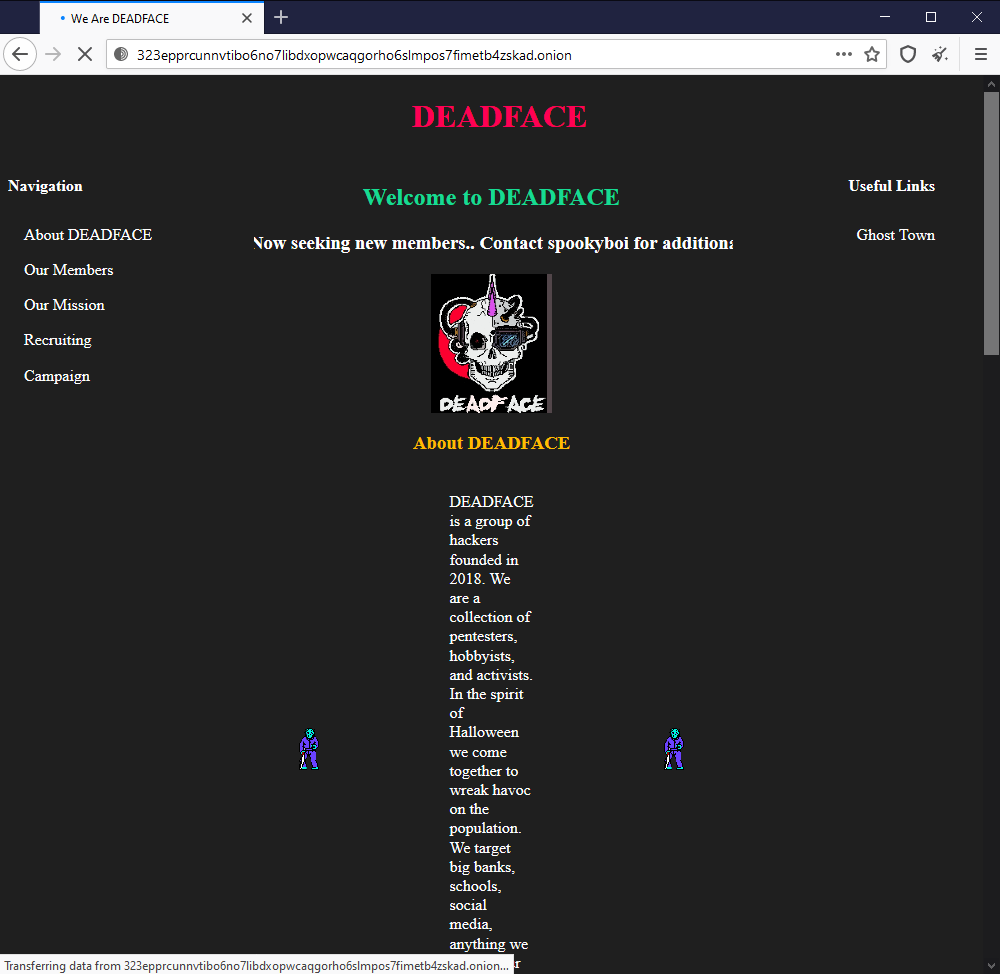 We Are DEADFACE
323epprcunnvtibo6no7libdxopwcaqgorho6slmpos7fimetb4zskad.onion
DEADFACE
Navigation
About DEADFACE
Our Members
Our Mission
Recruiting
Campaign
Welcome to DEADFACE
Now seeking new members.. Contact spookyboi for additiona
DEADFACE
About DEADFACE
DEADFACE
is a group of
hackers
founded in
2018. We
are a
collection of
pentesters,
hobbyists,
and activists.
In the spirit
of
Halloween
we come
together to
wreak havoc
on the
population.
We target
big banks,
schools,
social
media,
anything we
Useful Links
Ghost Town
Transferring data from 323epprcunnvtibo6no7libdxopwcaqgorho6slmpos7fimetb4zskad.onion...